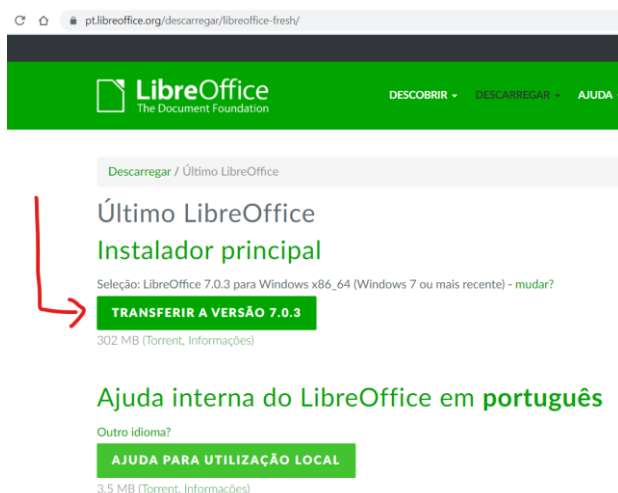 pt.libreoffice.org/descarregar/libreoffice-fresh/
LibreOffice
The Document Foundation
DESCOBRIR DESCARREGAR AJUDA
Descarregar / Último LibreOffice
Último LibreOffice
Instalador principal
Seleção: LibreOffice 7.0.3 para Windows x86_64 (Windows 7 ou mais recente) - mudar?
TRANSFERIR A VERSÃO 7.0.3
302 MB (Torrent, Informações)
Ajuda interna do LibreOffice em português
Outro idioma?
AJUDA PARA UTILIZAÇÃO LOCAL
3.5 MB (Torrent, Informações)